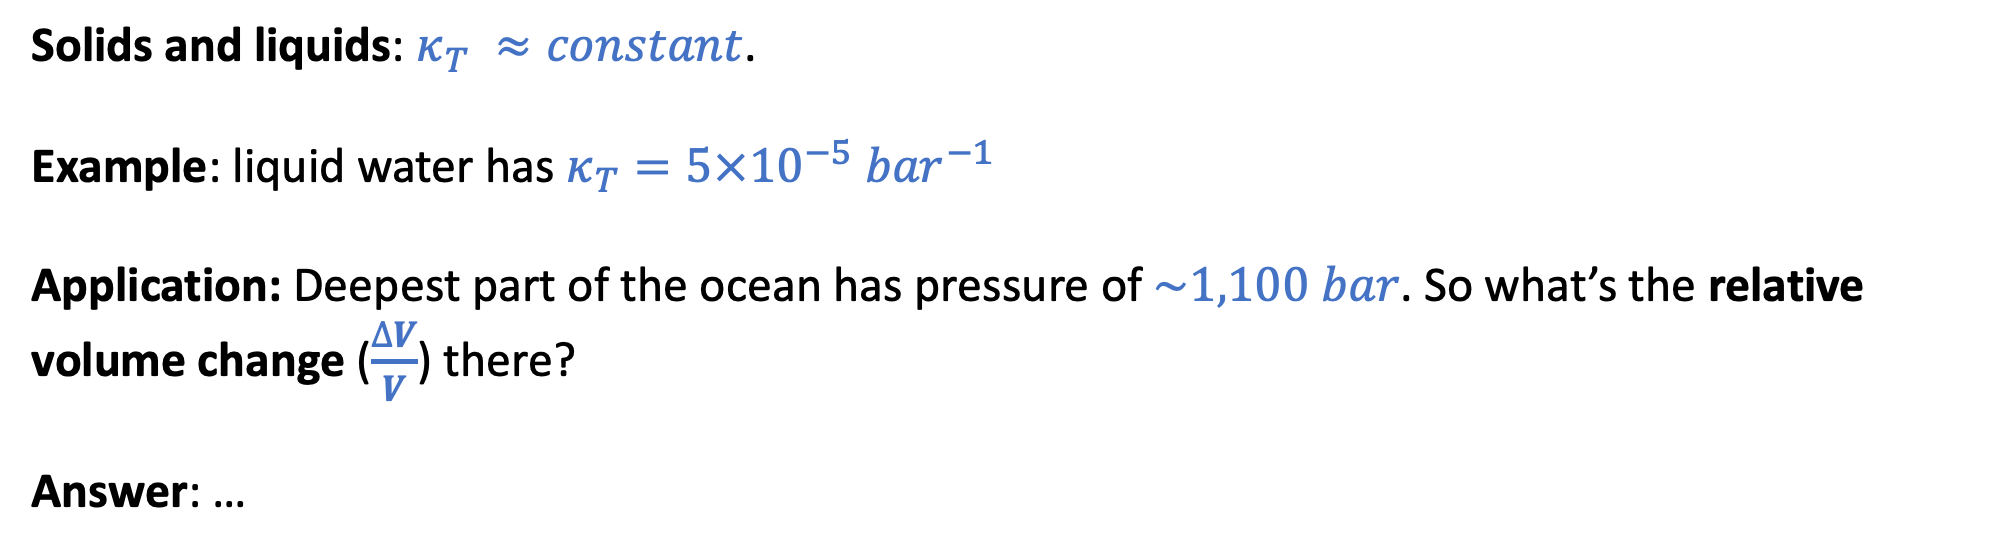 Solids and liquids: κ_T ≈ constant.
Example: liquid water has κ_T = 5×10⁻⁵ bar⁻¹
Application: Deepest part of the ocean has pressure of ~1,100 bar. So what’s the relative
volume change (ΔV/V) there?
Answer: ...